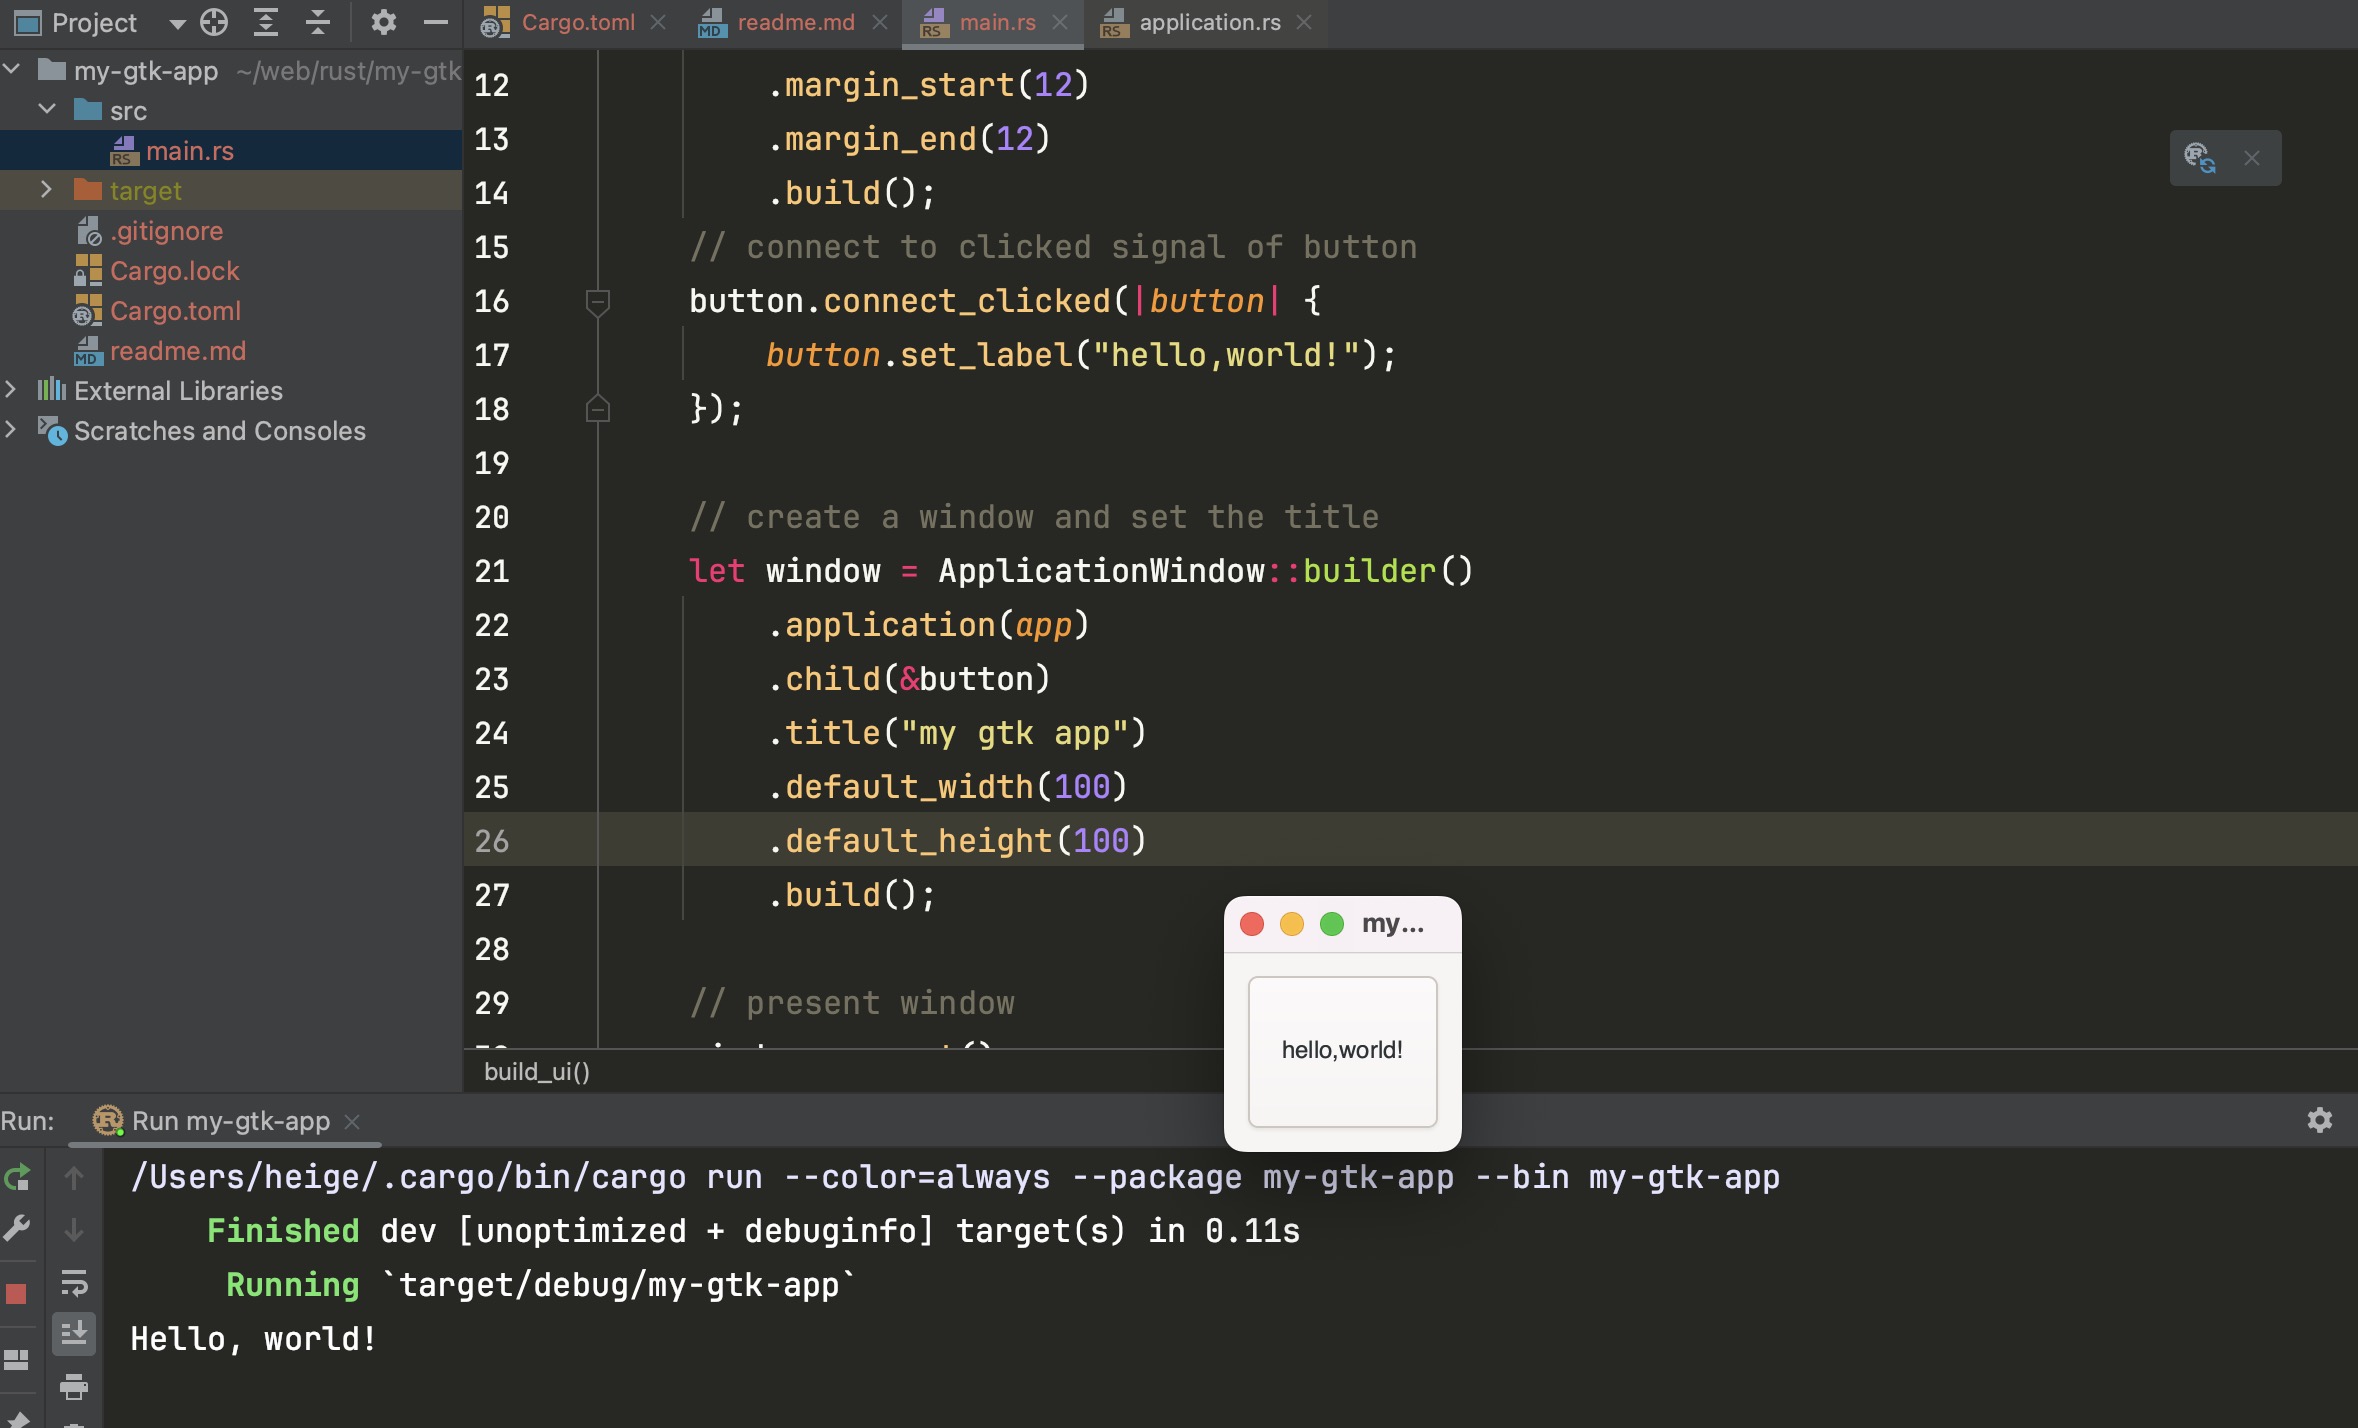 Project
Cargo.toml
readme.md
main.rs
application.rs
my-gtk-app ~/web/rust/my-gtk
src
main.rs
target
.gitignore
Cargo.lock
Cargo.toml
readme.md
External Libraries
Scratches and Consoles
12 .margin_start(12)
13 .margin_end(12)
14 .build();
15 // connect to clicked signal of button
16 button.connect_clicked(|button| {
17 button.set_label("hello,world!");
18 });
19
20 // create a window and set the title
21 let window = ApplicationWindow::builder()
22 .application(app)
23 .child(&button)
24 .title("my gtk app")
25 .default_width(100)
26 .default_height(100)
27 .build();
28
29 // present window
build_ui()
my...
hello,world!
Run:
Run my-gtk-app
/Users/heige/.cargo/bin/cargo run --color=always --package my-gtk-app --bin my-gtk-app
Finished dev [unoptimized + debuginfo] target(s) in 0.11s
Running `target/debug/my-gtk-app`
Hello, world!